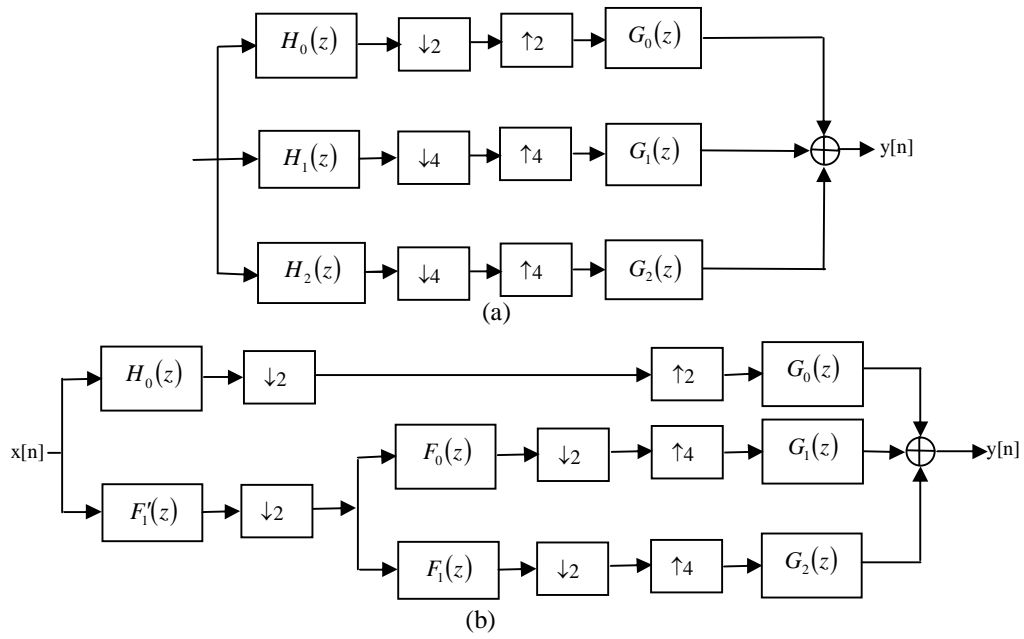 H₀(z) ↓2 ↑2 G₀(z)
H₁(z) ↓4 ↑4 G₁(z) y[n]
H₂(z) ↓4 ↑4 G₂(z)
(a)
H₀(z) ↓2 ↑2 G₀(z)
x[n] F₀(z) ↓2 ↑4 G₁(z) y[n]
F₁′(z) ↓2
F₁(z) ↓2 ↑4 G₂(z)
(b)